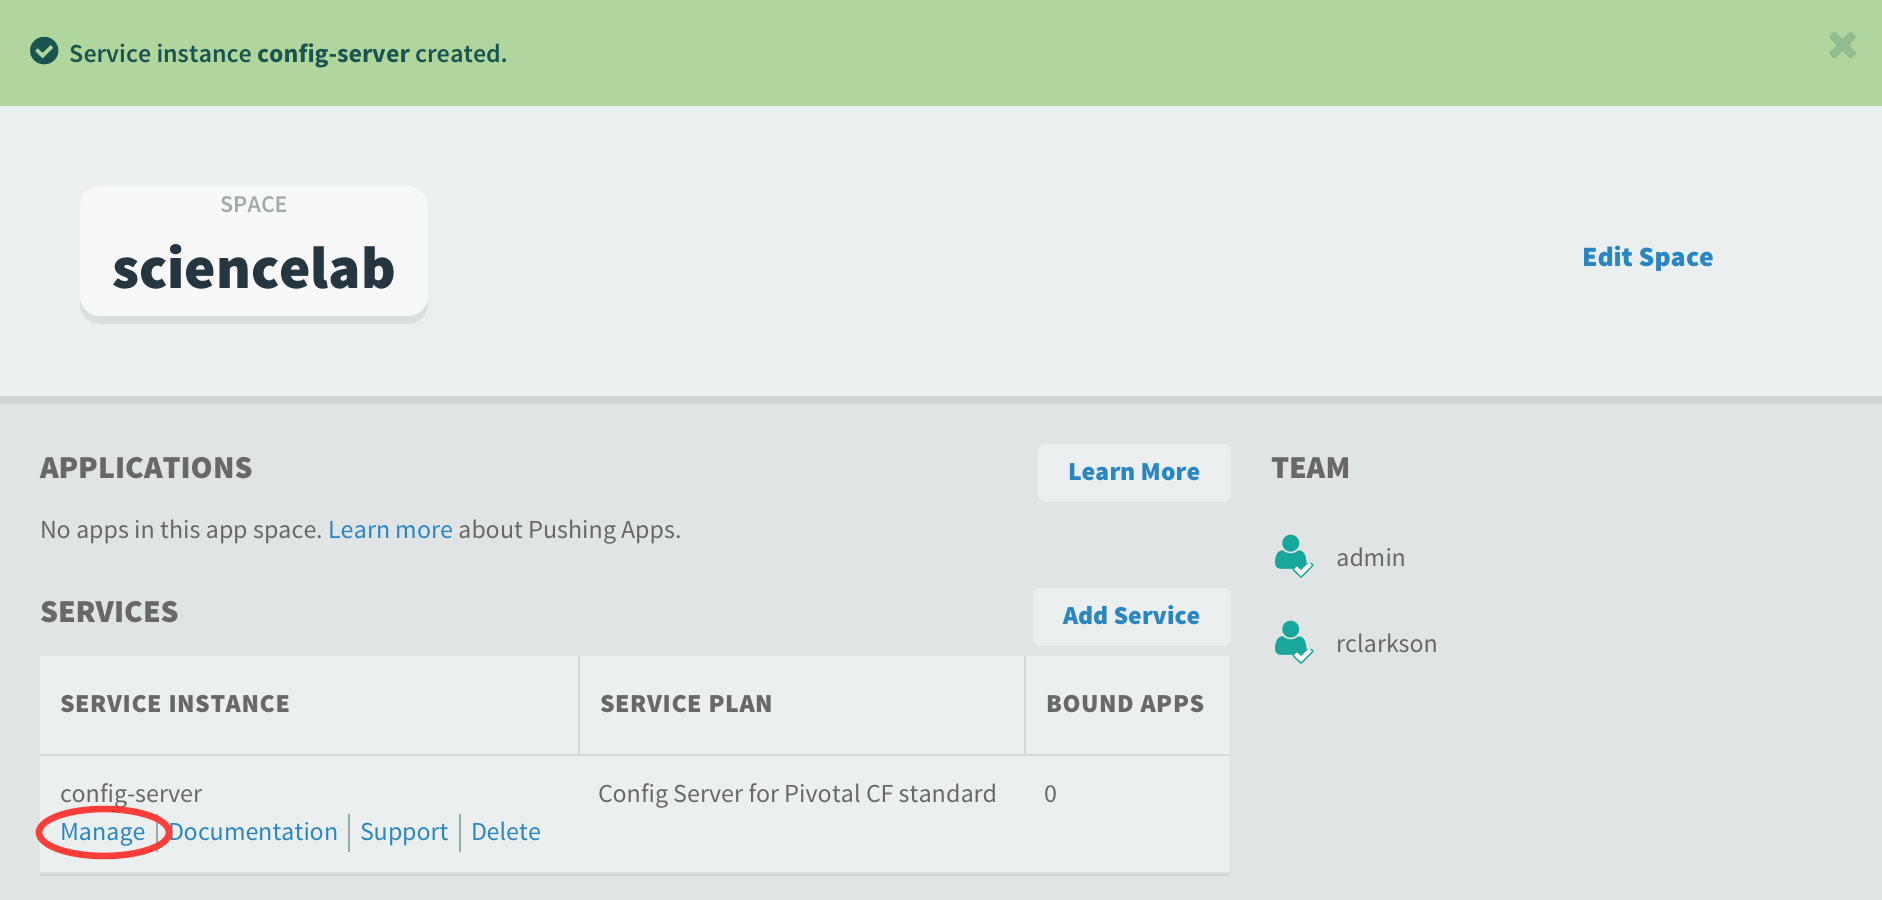 Service instance config-server created.
SPACE
sciencelab
Edit Space
APPLICATIONS
Learn More
No apps in this app space. Learn more about Pushing Apps.
SERVICES
Add Service
SERVICE INSTANCE SERVICE PLAN BOUND APPS
config-server Config Server for Pivotal CF standard 0
Manage Documentation Support Delete
TEAM
admin
rclarkson